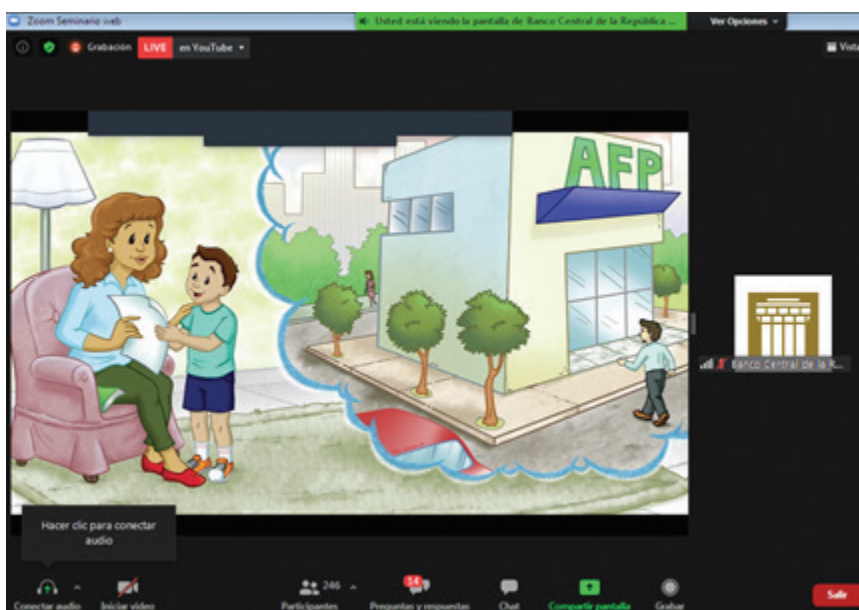 Zoom Seminario web
Usted está viendo la pantalla de Banco Central de la República ...
Ver Opciones
Grabación
LIVE
en YouTube
Vista
AFP
Banco Central de la R...
Hacer clic para conectar
audio
Conectar audio
Iniciar video
246
Participantes
14
Preguntas y respuestas
Chat
Compartir pantalla
Grabar
Salir